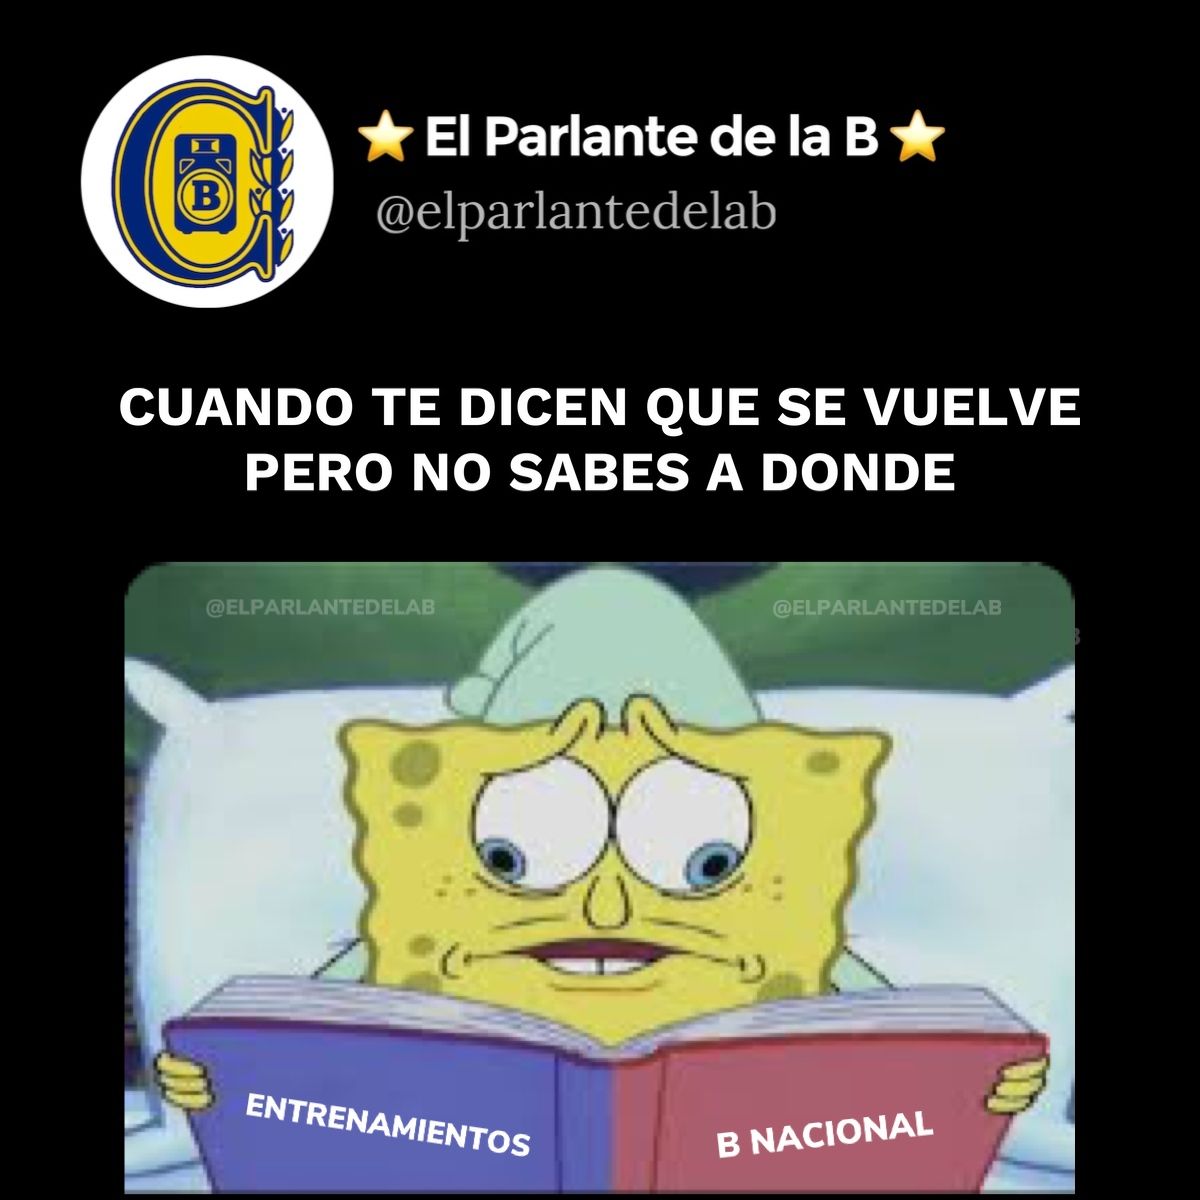 B
⭐ El Parlante de la B ⭐
@elparlantedelab
CUANDO TE DICEN QUE SE VUELVE
PERO NO SABES A DONDE
@ELPARLANTEDELAB @ELPARLANTEDELAB
B
ENTRENAMIENTOS
B NACIONAL